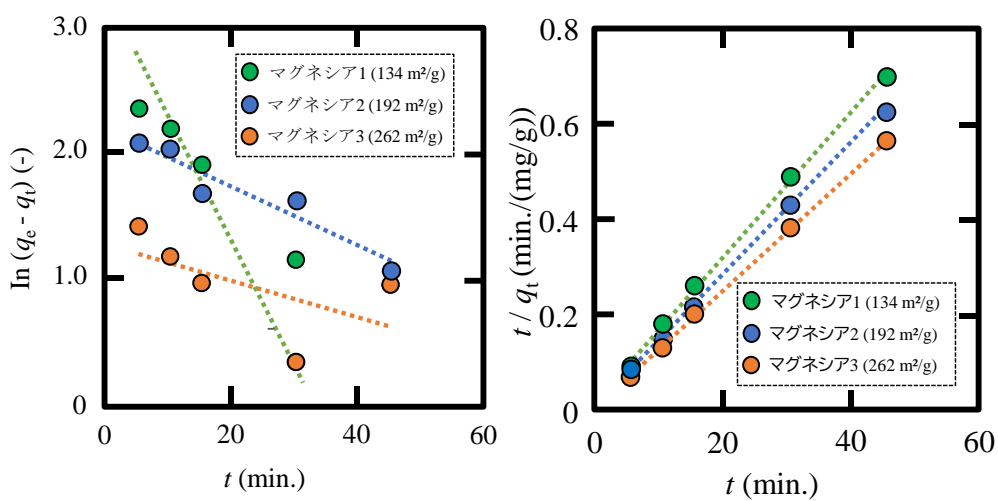 3.0
2.0
1.0
0
0
20
40
60
ln (qe - qt) (-)
t (min.)
マグネシア1 (134 m²/g)
マグネシア2 (192 m²/g)
マグネシア3 (262 m²/g)
0.8
0.6
0.4
0.2
0
0
20
40
60
t / qt (min./(mg/g))
t (min.)
マグネシア1 (134 m²/g)
マグネシア2 (192 m²/g)
マグネシア3 (262 m²/g)